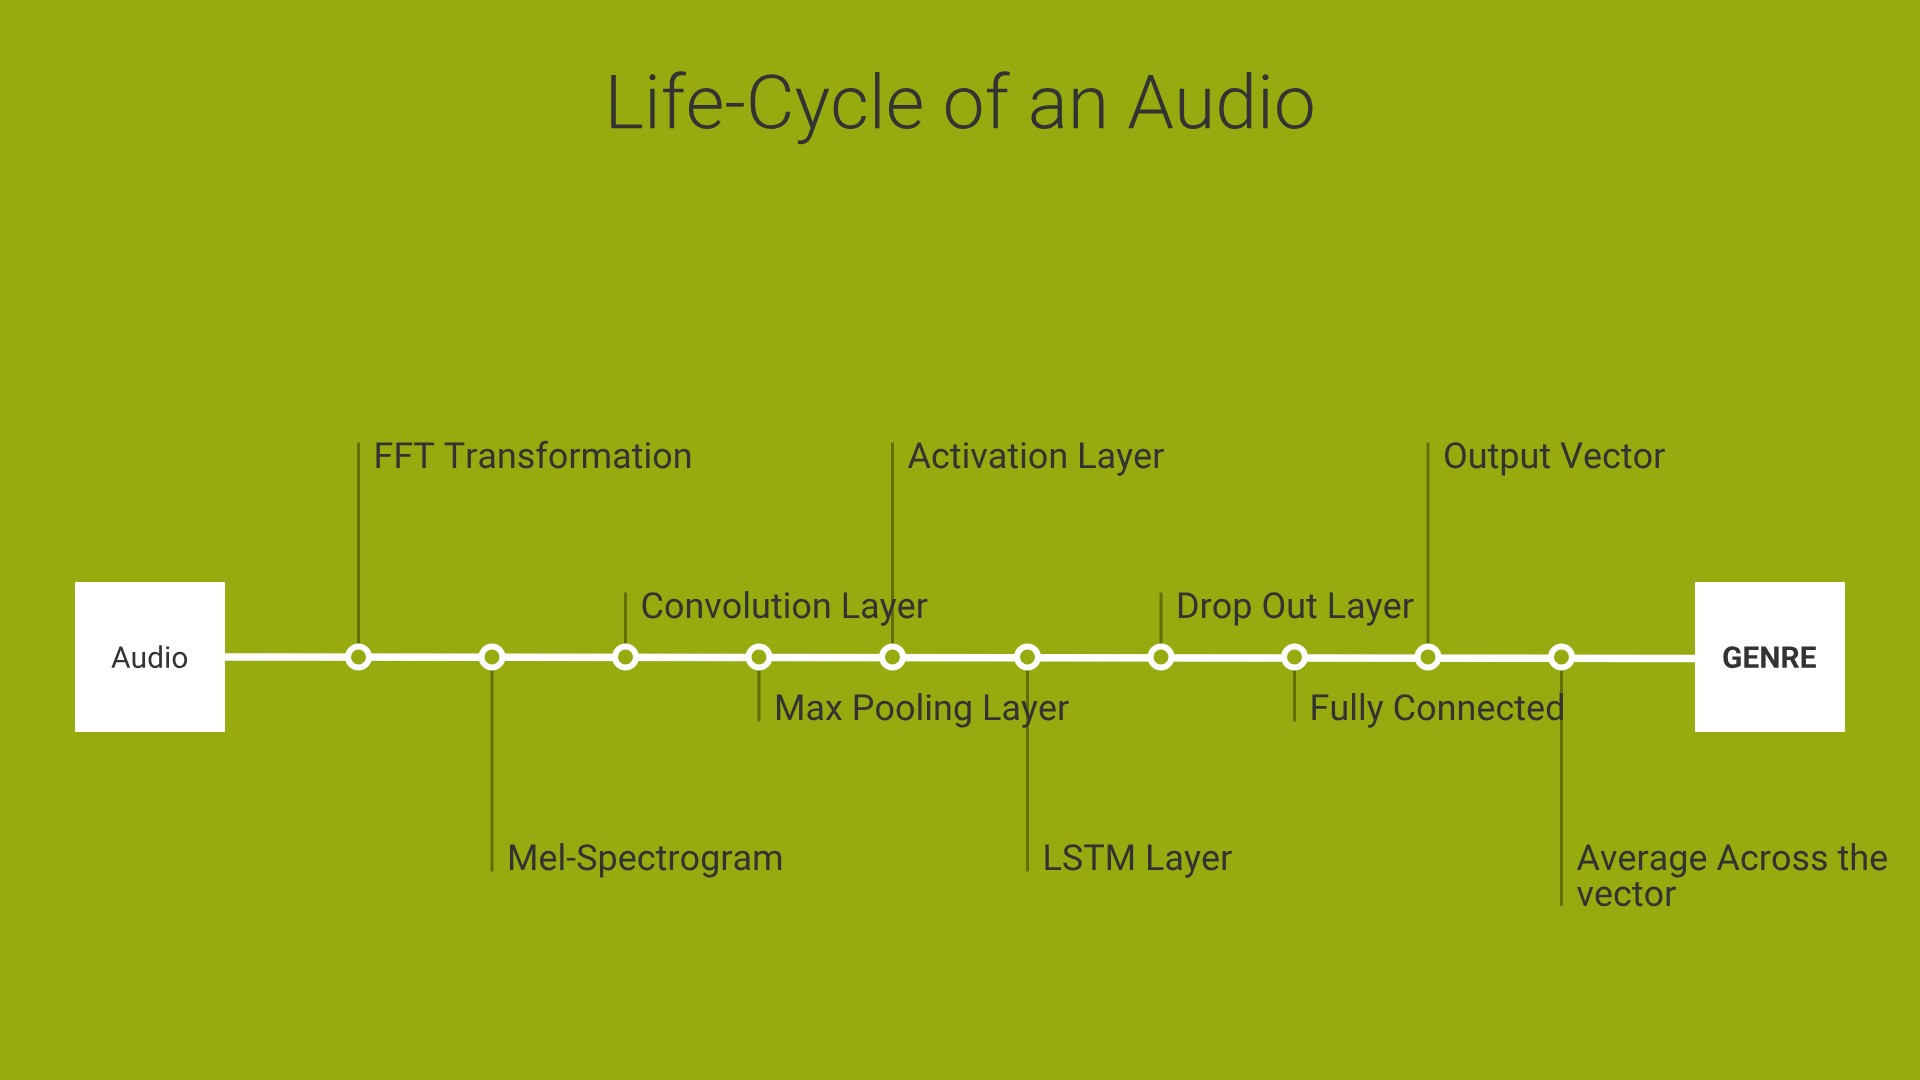 Life-Cycle of an Audio
Audio
FFT Transformation
Mel-Spectrogram
Convolution Layer
Max Pooling Layer
Activation Layer
LSTM Layer
Drop Out Layer
Fully Connected
Output Vector
Average Across the
vector
GENRE